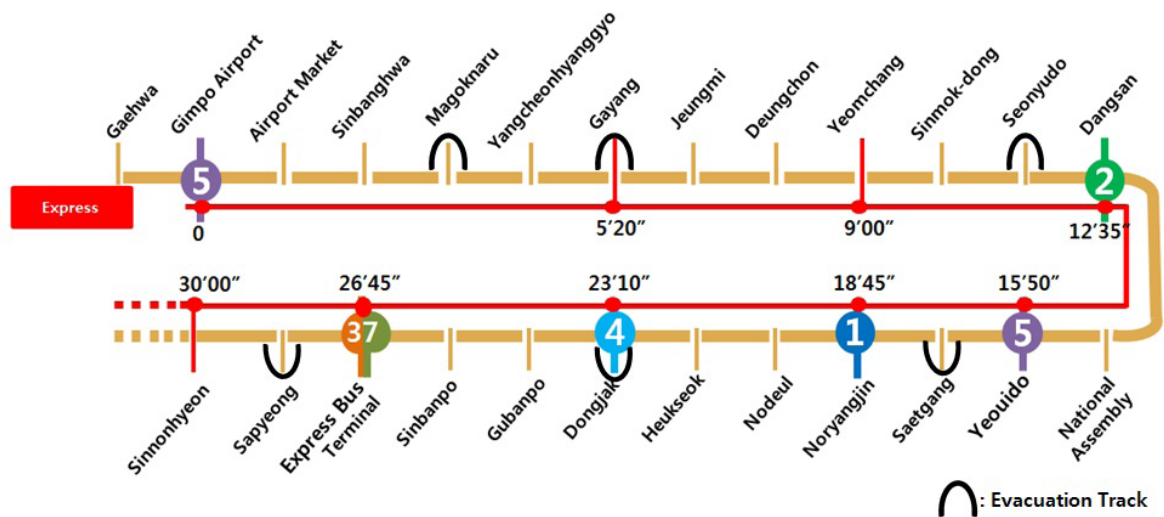 Gaehwa
Gimpo Airport
Airport Market
Sinbanghwa
Magoknaru
Yangcheonhyanggyo
Gayang
Jeungmi
Deungchon
Yeomchang
Sinmok-dong
Seonyudo
Dangsan
5
2
Express
0
5'20"
9'00"
12'35"
30'00"
26'45"
23'10"
18'45"
15'50"
37
4
1
5
Sinnonhyeon
Sapyeong
Express Bus
Terminal
Sinbanpo
Gubanpo
Dongjak
Heukseok
Nodeul
Noryangjin
Saetgang
Yeouido
National
Assembly
: Evacuation Track